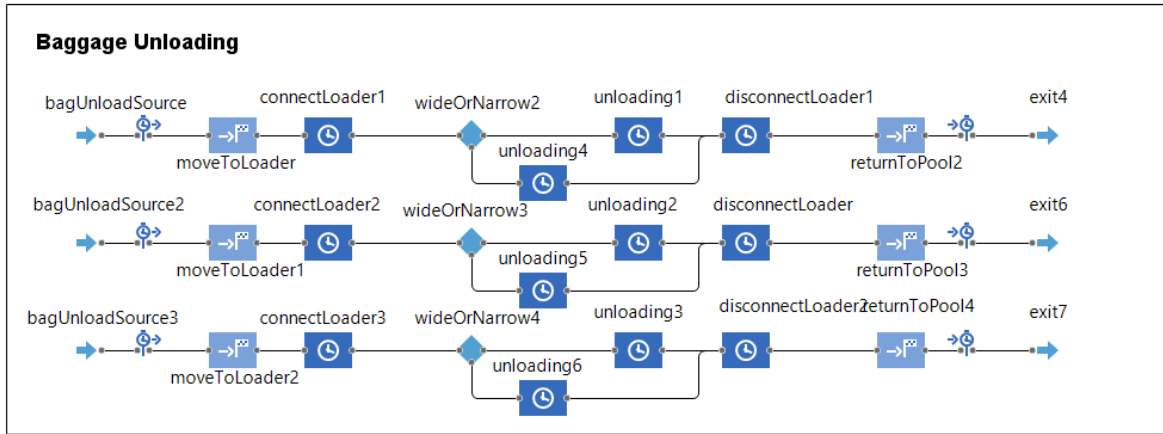 Baggage Unloading
bagUnloadSource connectLoader1 wideOrNarrow2 unloading1 disconnectLoader1 exit4
moveToLoader unloading4 returnToPool2
bagUnloadSource2 connectLoader2 wideOrNarrow3 unloading2 disconnectLoader exit6
moveToLoader1 unloading5 returnToPool3
bagUnloadSource3 connectLoader3 wideOrNarrow4 unloading3 disconnectLoader2 returnToPool4 exit7
moveToLoader2 unloading6